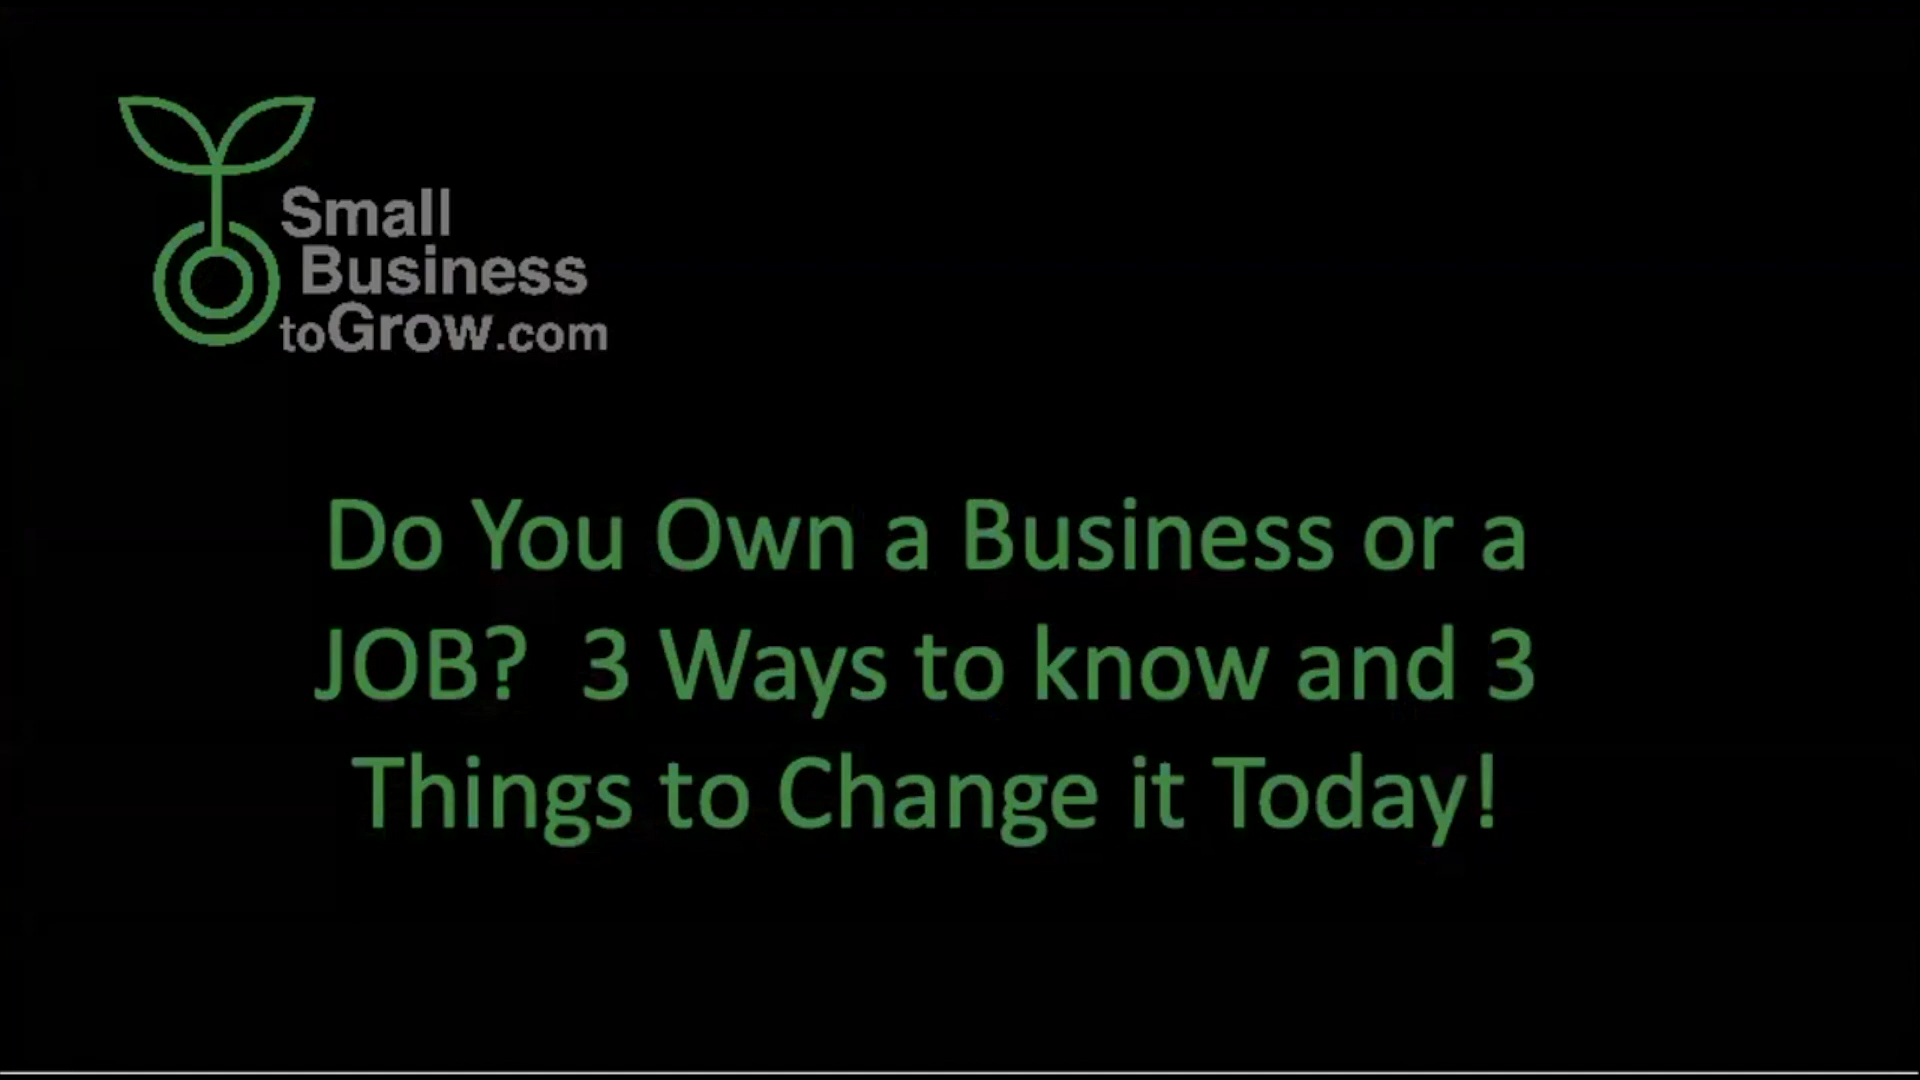 Small
Business
toGrow.com
Do You Own a Business or a
JOB?  3 Ways to know and 3
Things to Change it Today!